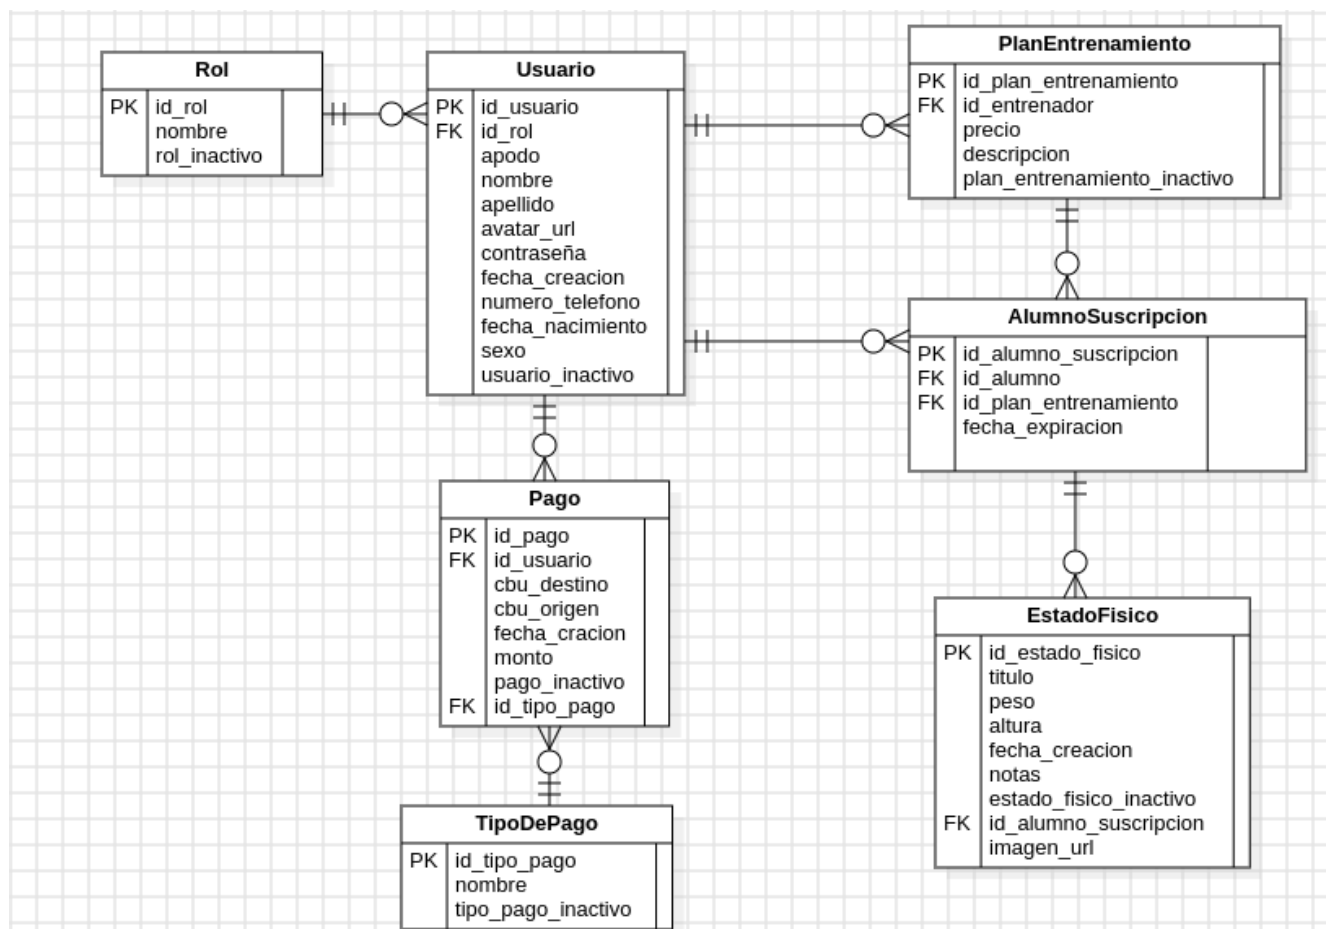 Rol
PK id_rol
nombre
rol_inactivo
Usuario
PK id_usuario
FK id_rol
apodo
nombre
apellido
avatar_url
contraseña
fecha_creacion
numero_telefono
fecha_nacimiento
sexo
usuario_inactivo
PlanEntrenamiento
PK id_plan_entrenamiento
FK id_entrenador
precio
descripcion
plan_entrenamiento_inactivo
AlumnoSuscripcion
PK id_alumno_suscripcion
FK id_alumno
FK id_plan_entrenamiento
fecha_expiracion
Pago
PK id_pago
FK id_usuario
cbu_destino
cbu_origen
fecha_cracion
monto
pago_inactivo
FK id_tipo_pago
EstadoFisico
PK id_estado_fisico
titulo
peso
altura
fecha_creacion
notas
estado_fisico_inactivo
FK id_alumno_suscripcion
imagen_url
TipoDePago
PK id_tipo_pago
nombre
tipo_pago_inactivo